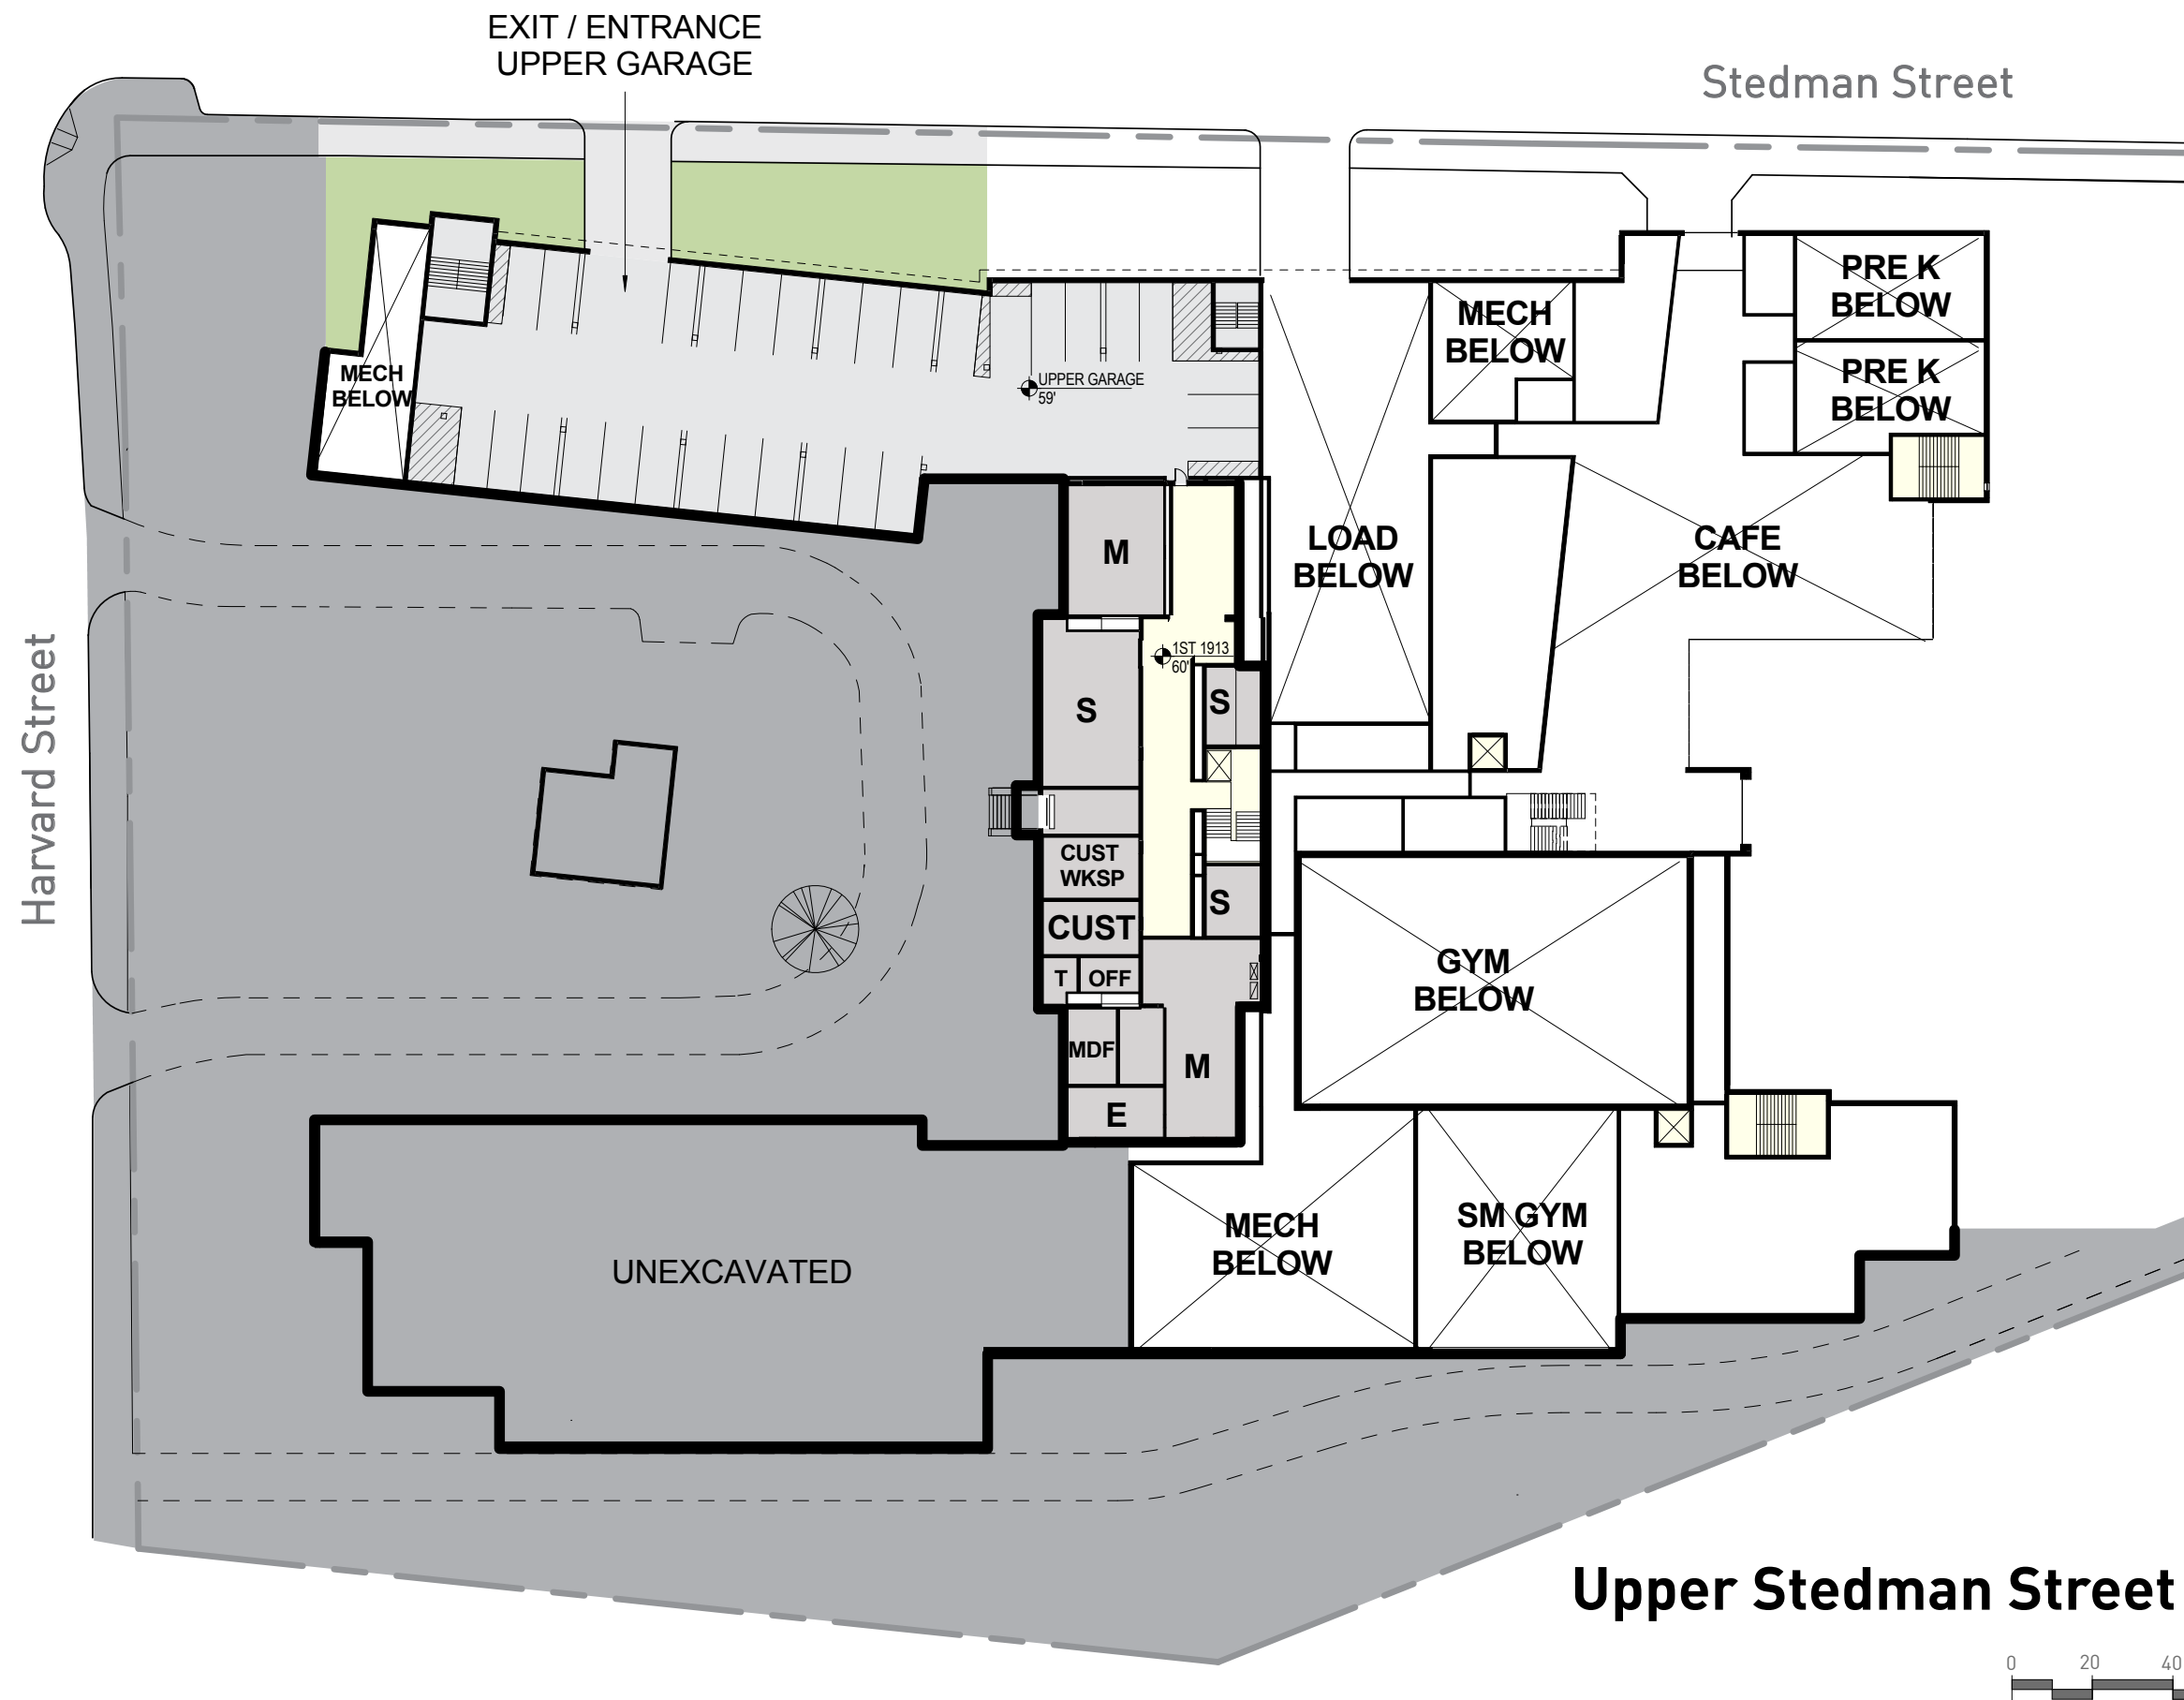 EXIT / ENTRANCE
UPPER GARAGE
Stedman Street
PRE K
BELOW
MECH
BELOW
PRE K
BELOW
MECH
BELOW
UPPER GARAGE
59'
M
LOAD
BELOW
CAFE
BELOW
Harvard Street
1ST 1913
60'
S
S
CUST
WKSP
S
CUST
T
OFF
GYM
BELOW
MDF
M
E
MECH
BELOW
SM GYM
BELOW
UNEXCAVATED
Upper Stedman Street
0
20
40